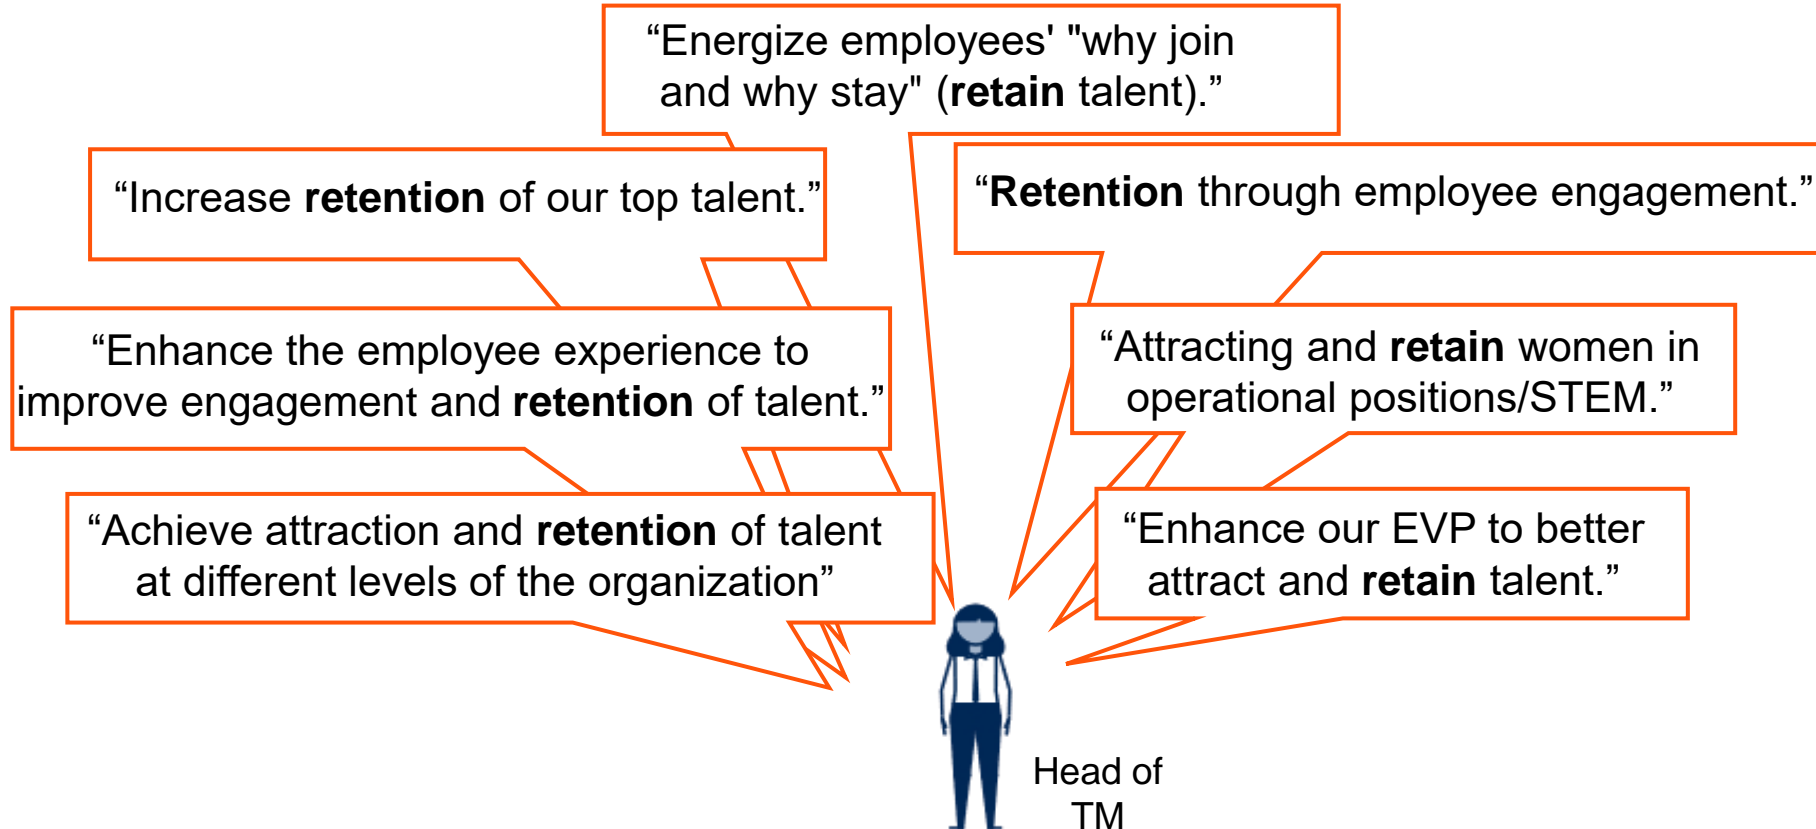 “Energize employees' "why join
and why stay" (retain talent).”
“Increase retention of our top talent.”
“Retention through employee engagement.”
“Enhance the employee experience to
improve engagement and retention of talent.”
“Attracting and retain women in
operational positions/STEM.”
“Achieve attraction and retention of talent
at different levels of the organization”
“Enhance our EVP to better
attract and retain talent.”
Head of
TM